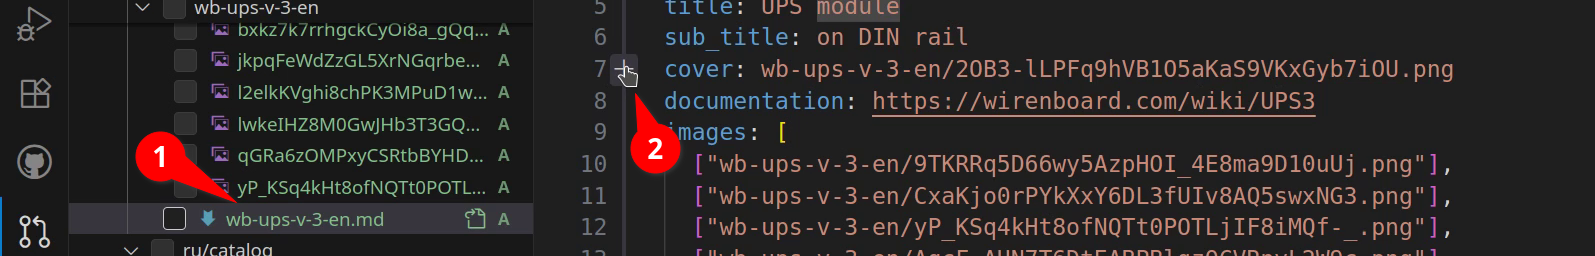 wb-ups-v-3-en
bxkz7k7rrhgckCyOi8a_gQq... A
jkpqFeWdZzGL5XrNGqrbe... A
l2elkKVghi8chPK3MPuD1w... A
lwkeIHZ8M0GwJHb3T3GQ... A
qGRa6zOMPxyCSRtbBYHD... A
yP_KSq4kHt8ofNQTt0POTL... A
wb-ups-v-3-en.md A
ru/catalog
1
2
5 title: UPS module
6 sub_title: on DIN rail
7 cover: wb-ups-v-3-en/2OB3-lLPFq9hVB1O5aKaS9VKxGyb7iOU.png
8 documentation: https://wirenboard.com/wiki/UPS3
9 images: [
10 ["wb-ups-v-3-en/9TKRRq5D66wy5AzpHOI_4E8ma9D10uUj.png"],
11 ["wb-ups-v-3-en/CxaKjo0rPYkXxY6DL3fUIv8AQ5swxNG3.png"],
12 ["wb-ups-v-3-en/yP_KSq4kHt8ofNQTt0POTLjIF8iMQf-_.png"],